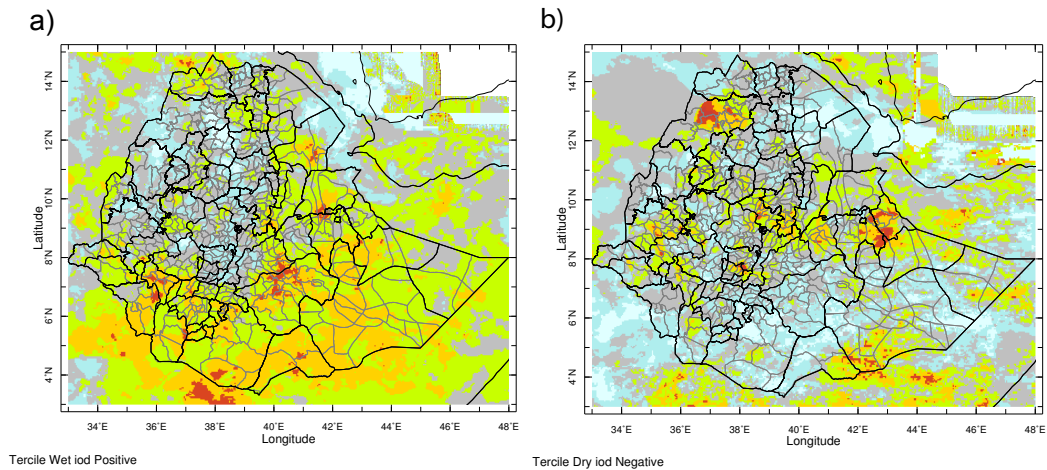 a)
b)
14˚N
12˚N
10˚N
8˚N
6˚N
4˚N
Latitude
34˚E 36˚E 38˚E 40˚E 42˚E 44˚E 46˚E 48˚E
Longitude
Tercile Wet iod Positive
14˚N
12˚N
10˚N
8˚N
6˚N
4˚N
Latitude
34˚E 36˚E 38˚E 40˚E 42˚E 44˚E 46˚E 48˚E
Longitude
Tercile Dry iod Negative